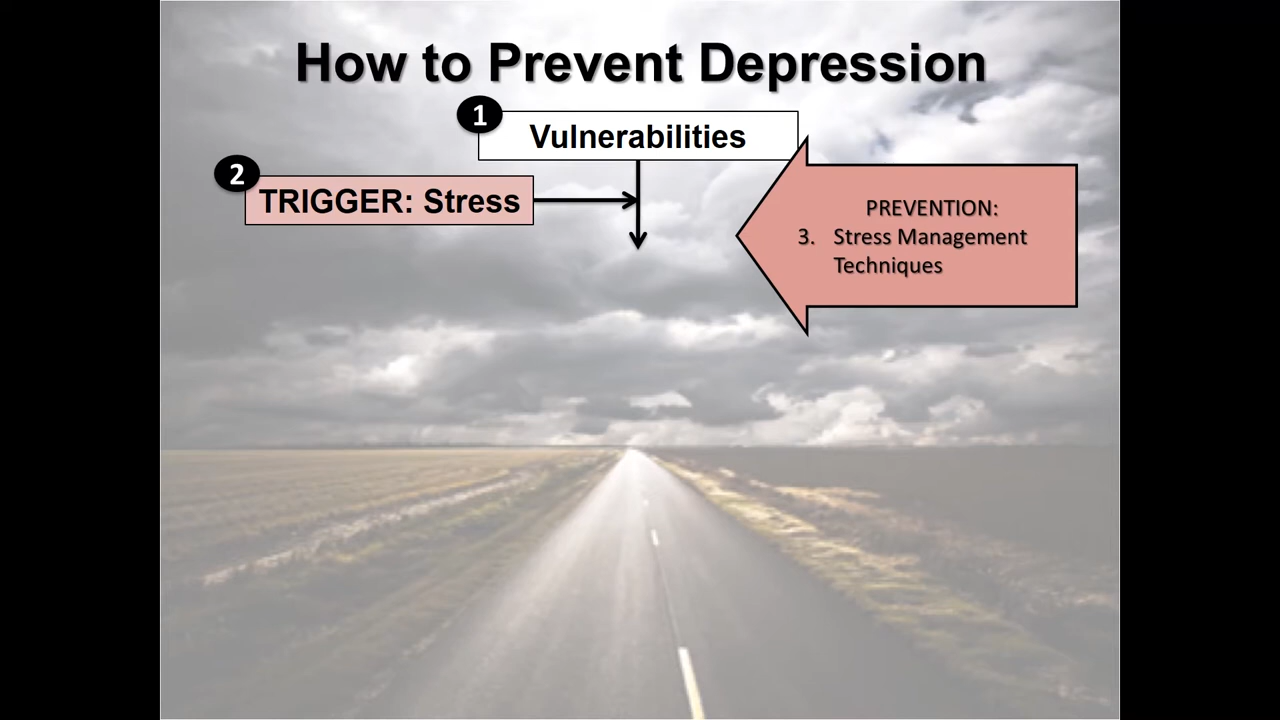 How to Prevent Depression
1
Vulnerabilities
2
TRIGGER: Stress
PREVENTION:
3. Stress Management
Techniques